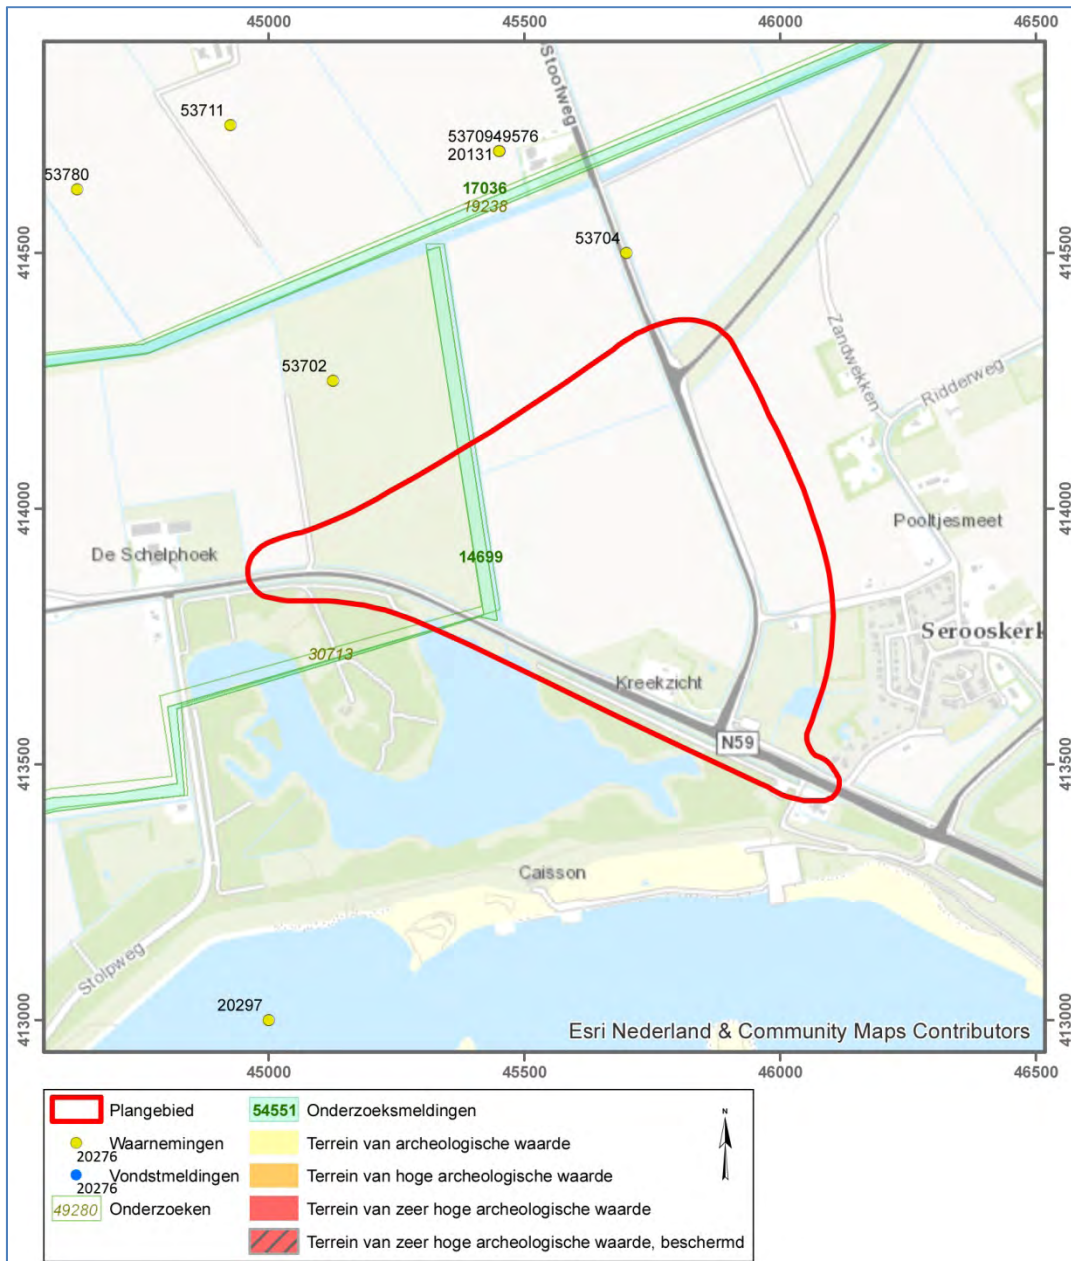 45000
45500
46000
46500
Stoofweg
53711
5370949576
20131
53780
17036
19238
53704
414500
414500
53702
Zandwekken
Ridderweg
414000
414000
Pooltjesmeet
De Schelphoek
14699
Serooskerk
30713
Kreekzicht
N59
413500
413500
Caisson
Stolpweg
20297
413000
413000
Esri Nederland & Community Maps Contributors
45000
45500
46000
46500
Plangebied
Waarnemingen
20276
Vondstmeldingen
20276
49280
Onderzoeken
54551
Onderzoeksmeldingen
Terrein van archeologische waarde
Terrein van hoge archeologische waarde
Terrein van zeer hoge archeologische waarde
Terrein van zeer hoge archeologische waarde, beschermd
N